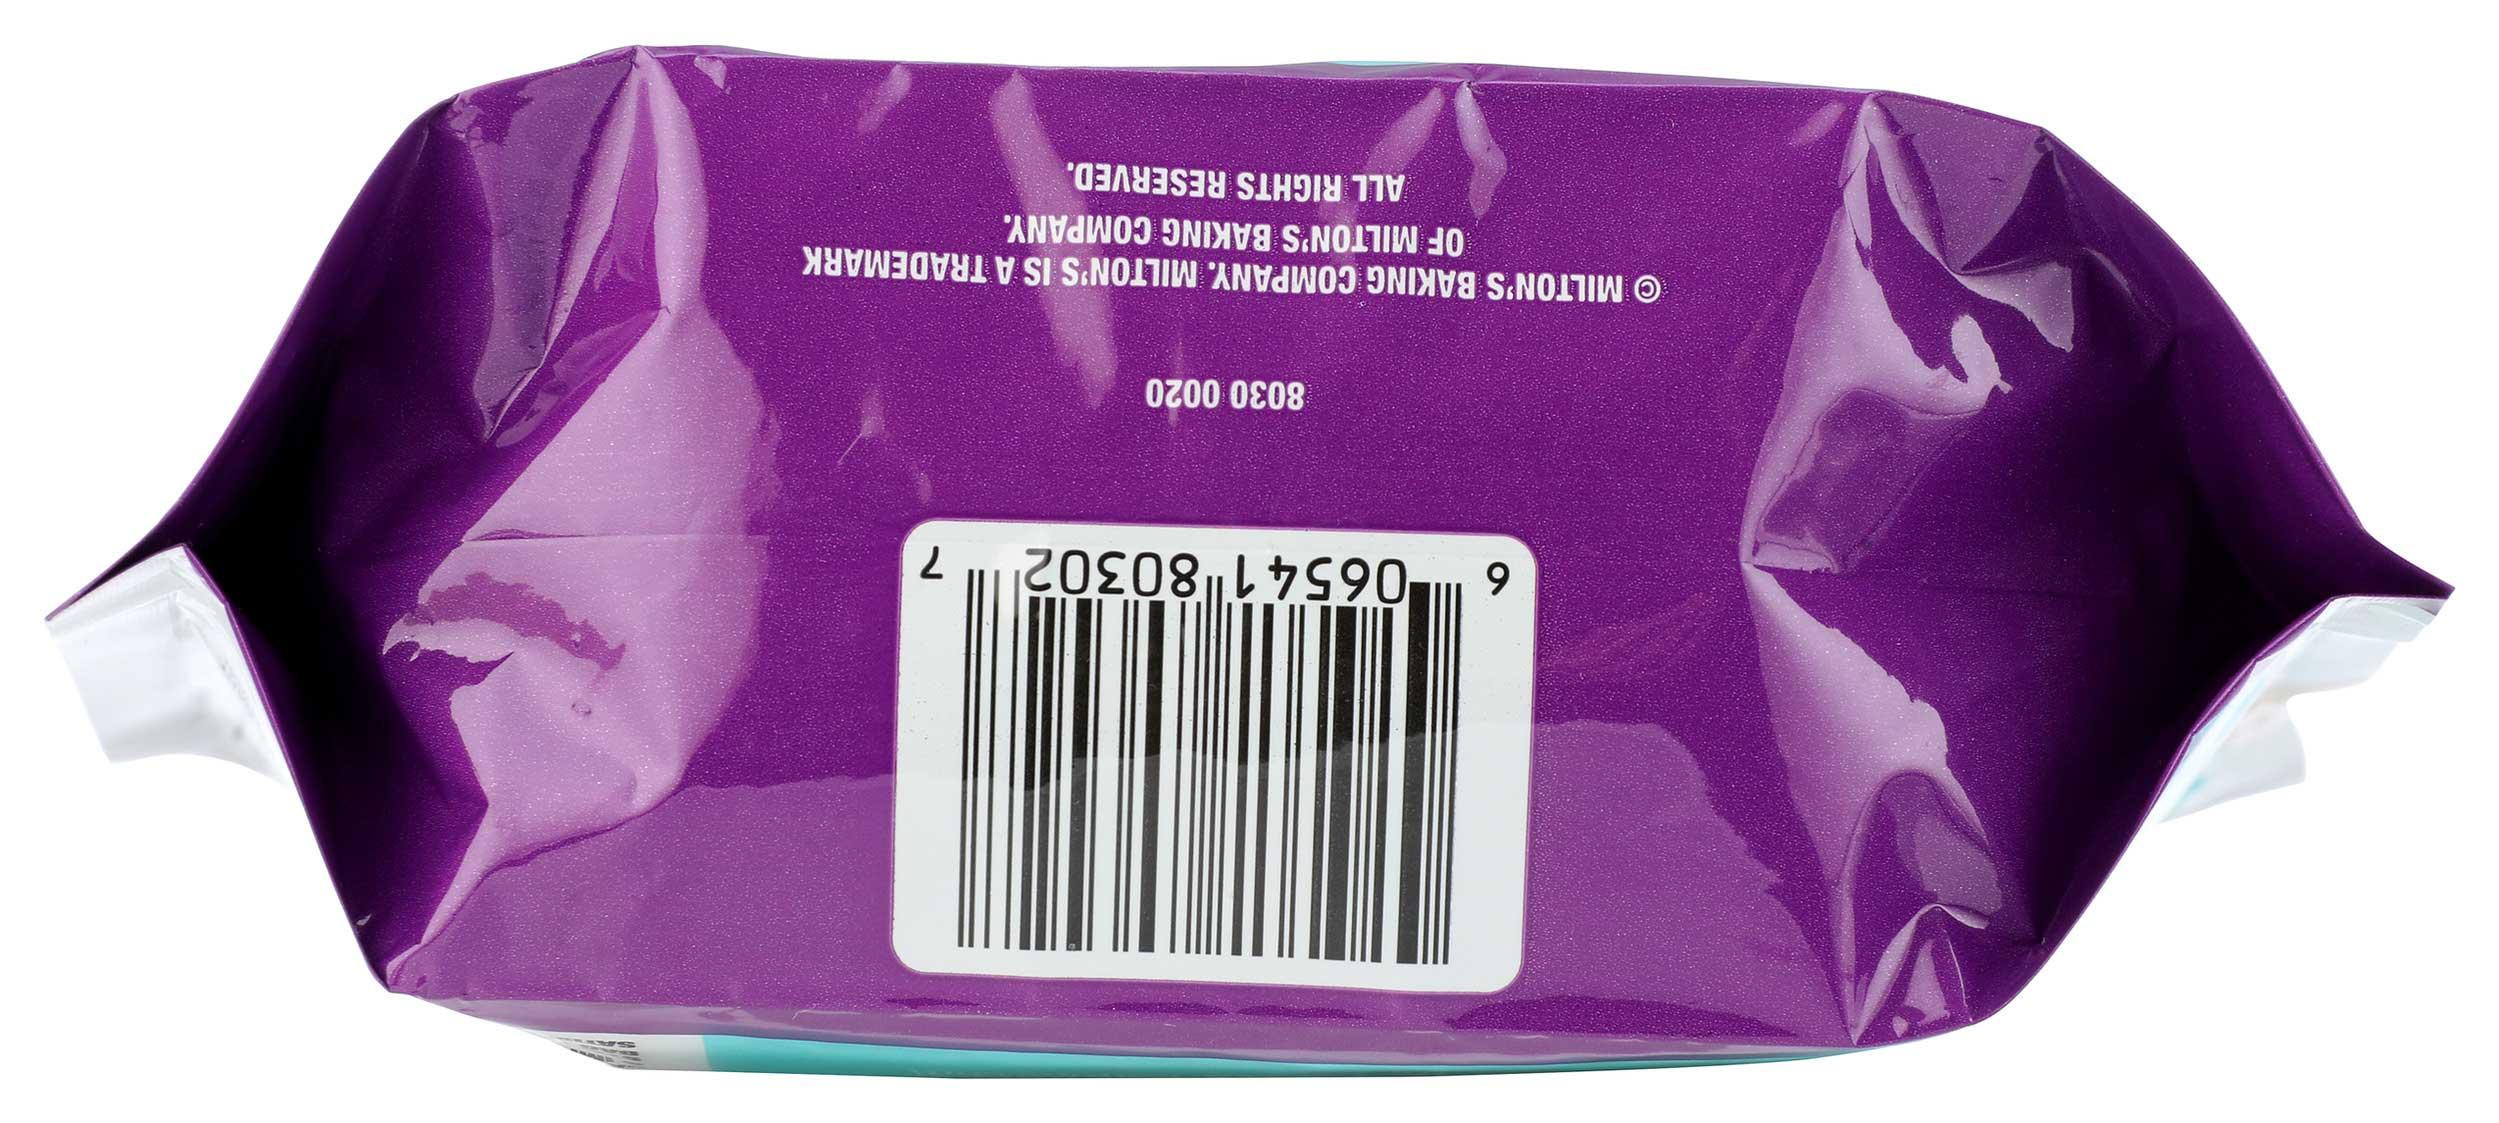 6 06541 80302 7
8030 0020
© MILTON'S BAKING COMPANY. MILTON'S IS A TRADEMARK
OF MILTON'S BAKING COMPANY.
ALL RIGHTS RESERVED.